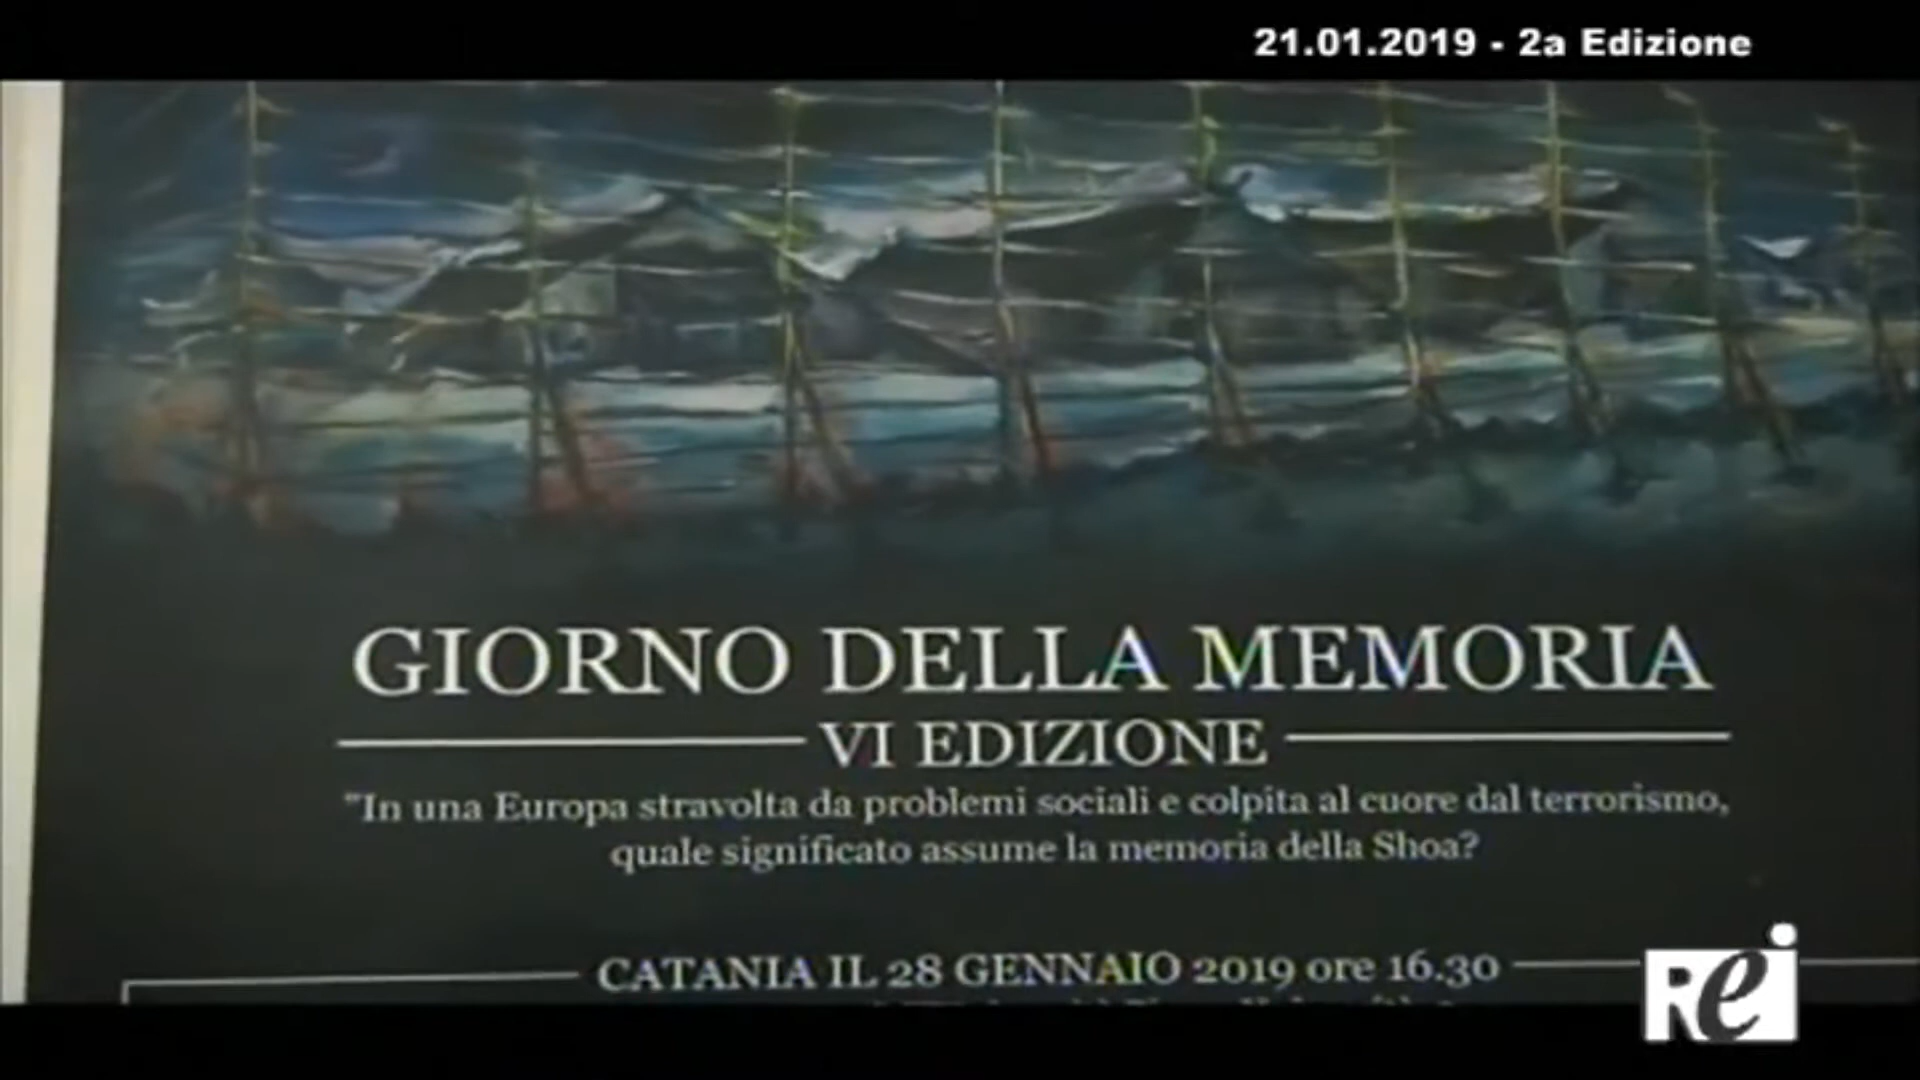 21.01.2019 - 2a Edizione
GIORNO DELLA MEMORIA
VI EDIZIONE
"In una Europa stravolta da problemi sociali e colpita al cuore dal terrorismo,
quale significato assume la memoria della Shoa?
CATANIA IL 28 GENNAIO 2019 ore 16.30
Rei